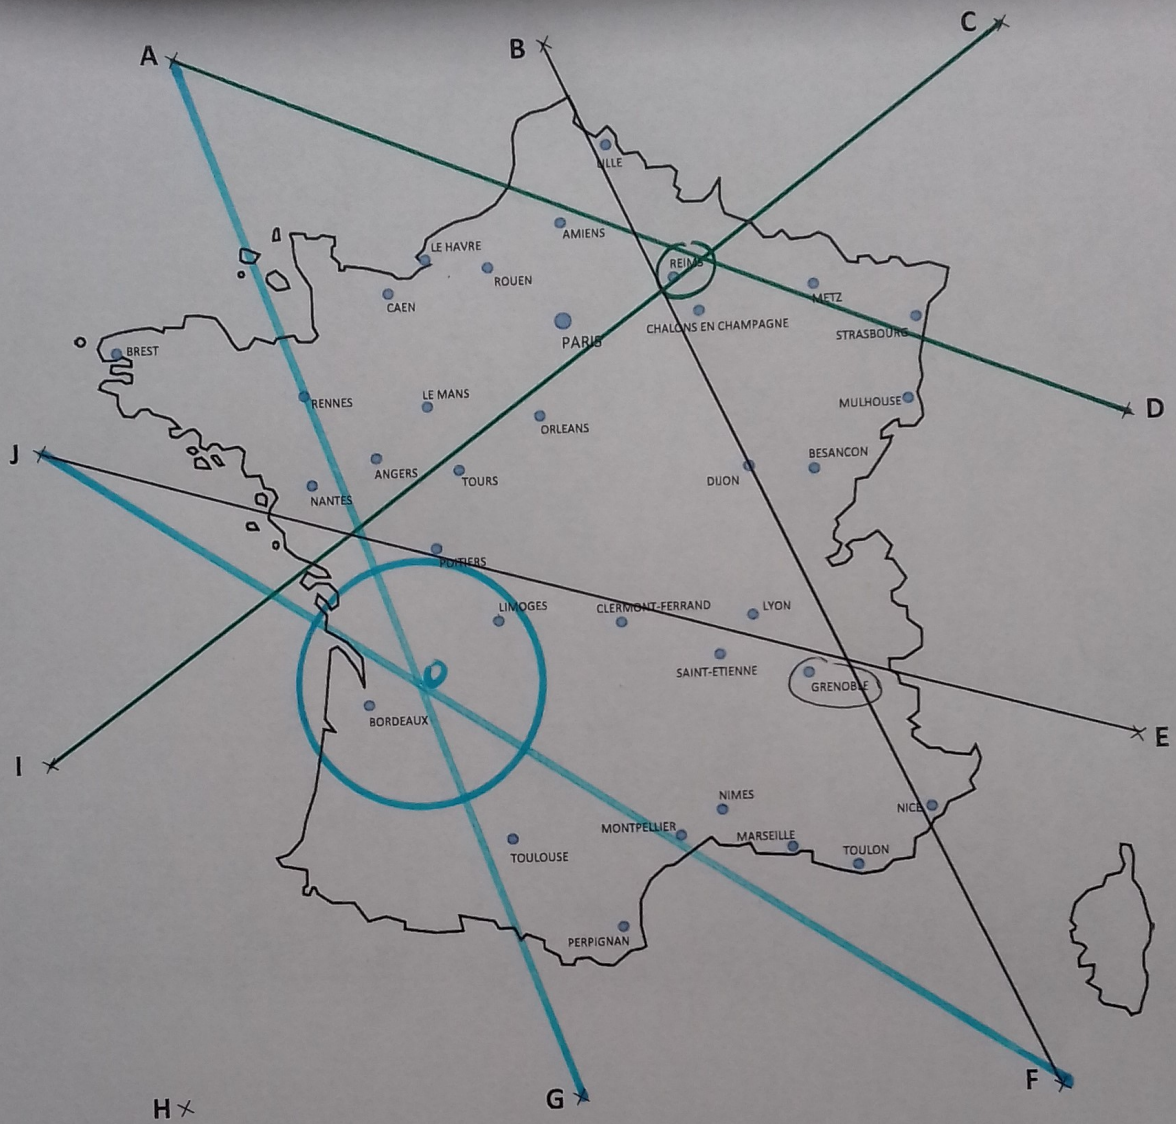 C
B
A
LILLE
AMIENS
LE HAVRE
REIMS
ROUEN
METZ
CAEN
CHALONS EN CHAMPAGNE
STRASBOURG
PARIS
BREST
LE MANS
RENNES
MULHOUSE
D
ORLEANS
J
BESANCON
ANGERS
TOURS
DIJON
NANTES
POITIERS
LIMOGES
CLERMONT-FERRAND
LYON
SAINT-ETIENNE
O
GRENOBLE
BORDEAUX
E
I
NIMES
NICE
MONTPELLIER
MARSEILLE
TOULON
TOULOUSE
PERPIGNAN
F
G
H